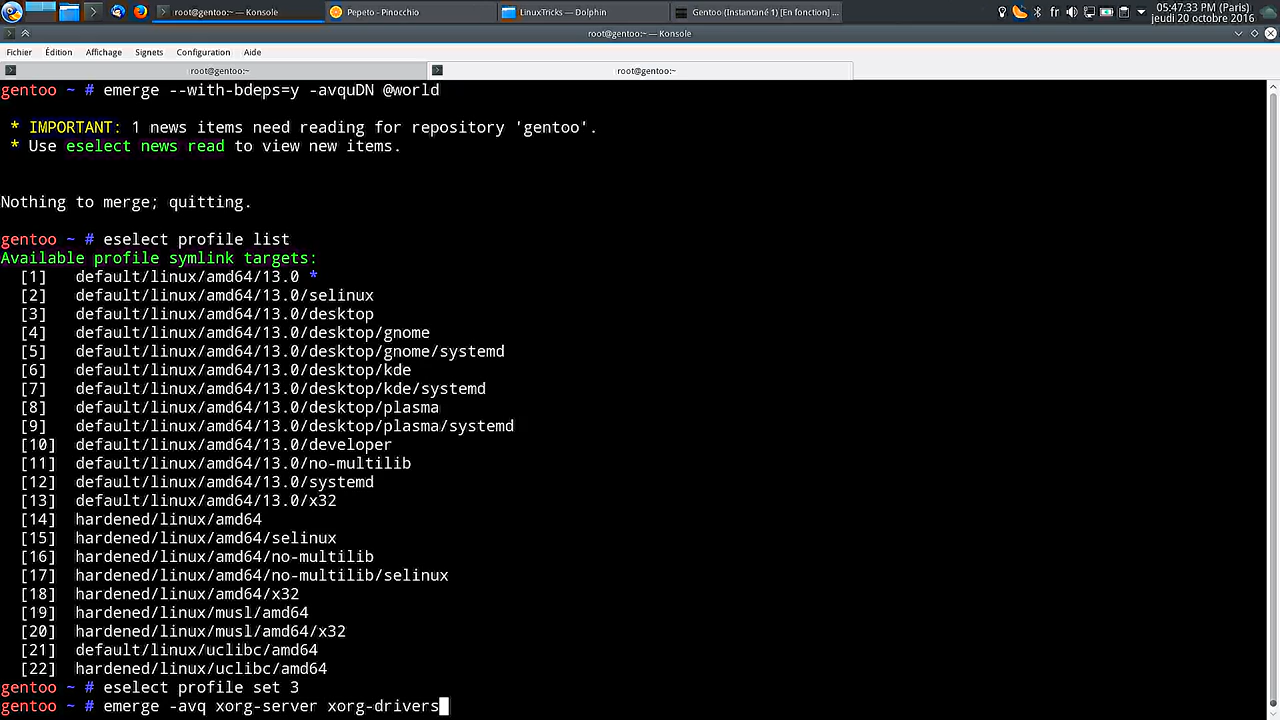 root@gentoo:~ — Konsole
Pepeto - Pinocchio
LinuxTricks — Dolphin
Gentoo (Instantané 1) [En fonction] ...
fr
05:47:33 PM (Paris)
jeudi 20 octobre 2016
root@gentoo:~ — Konsole
Fichier Édition Affichage Signets Configuration Aide
root@gentoo:~ root@gentoo:~
gentoo ~ # emerge --with-bdeps=y -avquDN @world
* IMPORTANT: 1 news items need reading for repository 'gentoo'.
* Use eselect news read to view new items.
Nothing to merge; quitting.
gentoo ~ # eselect profile list
Available profile symlink targets:
[1] default/linux/amd64/13.0 *
[2] default/linux/amd64/13.0/selinux
[3] default/linux/amd64/13.0/desktop
[4] default/linux/amd64/13.0/desktop/gnome
[5] default/linux/amd64/13.0/desktop/gnome/systemd
[6] default/linux/amd64/13.0/desktop/kde
[7] default/linux/amd64/13.0/desktop/kde/systemd
[8] default/linux/amd64/13.0/desktop/plasma
[9] default/linux/amd64/13.0/desktop/plasma/systemd
[10] default/linux/amd64/13.0/developer
[11] default/linux/amd64/13.0/no-multilib
[12] default/linux/amd64/13.0/systemd
[13] default/linux/amd64/13.0/x32
[14] hardened/linux/amd64
[15] hardened/linux/amd64/selinux
[16] hardened/linux/amd64/no-multilib
[17] hardened/linux/amd64/no-multilib/selinux
[18] hardened/linux/amd64/x32
[19] hardened/linux/musl/amd64
[20] hardened/linux/musl/amd64/x32
[21] default/linux/uclibc/amd64
[22] hardened/linux/uclibc/amd64
gentoo ~ # eselect profile set 3
gentoo ~ # emerge -avq xorg-server xorg-drivers